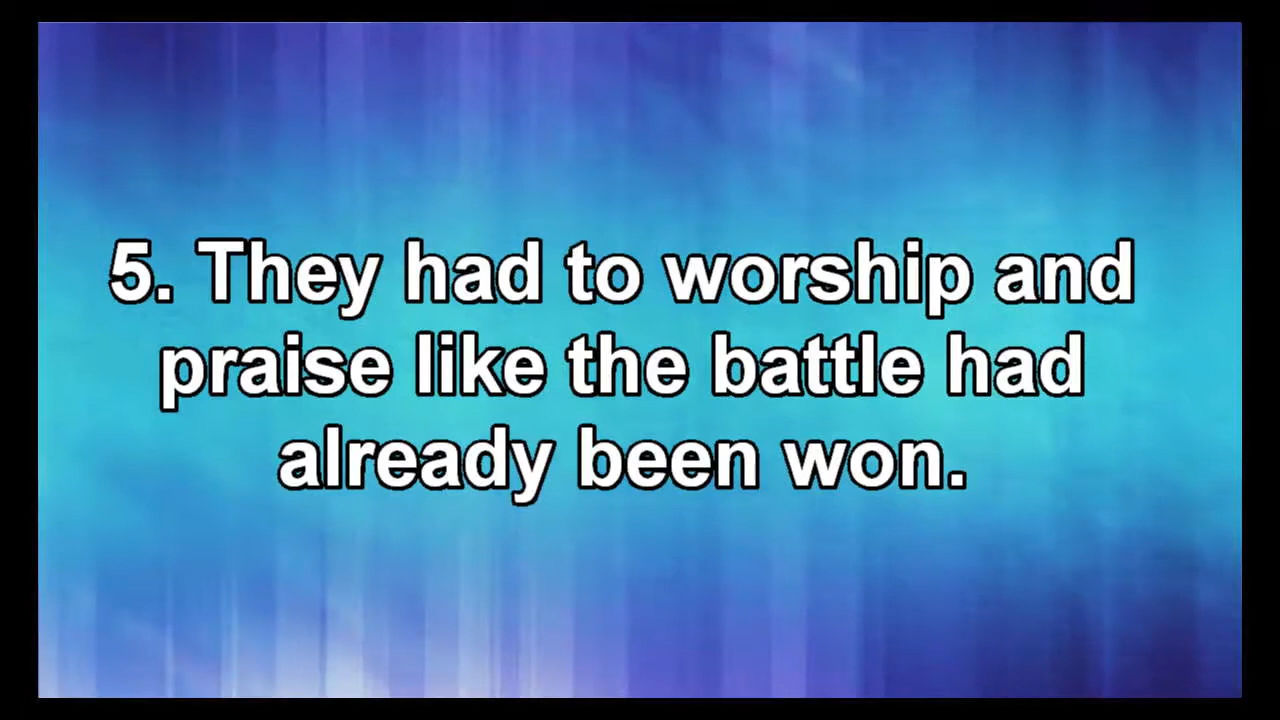 5. They had to worship and
praise like the battle had
already been won.